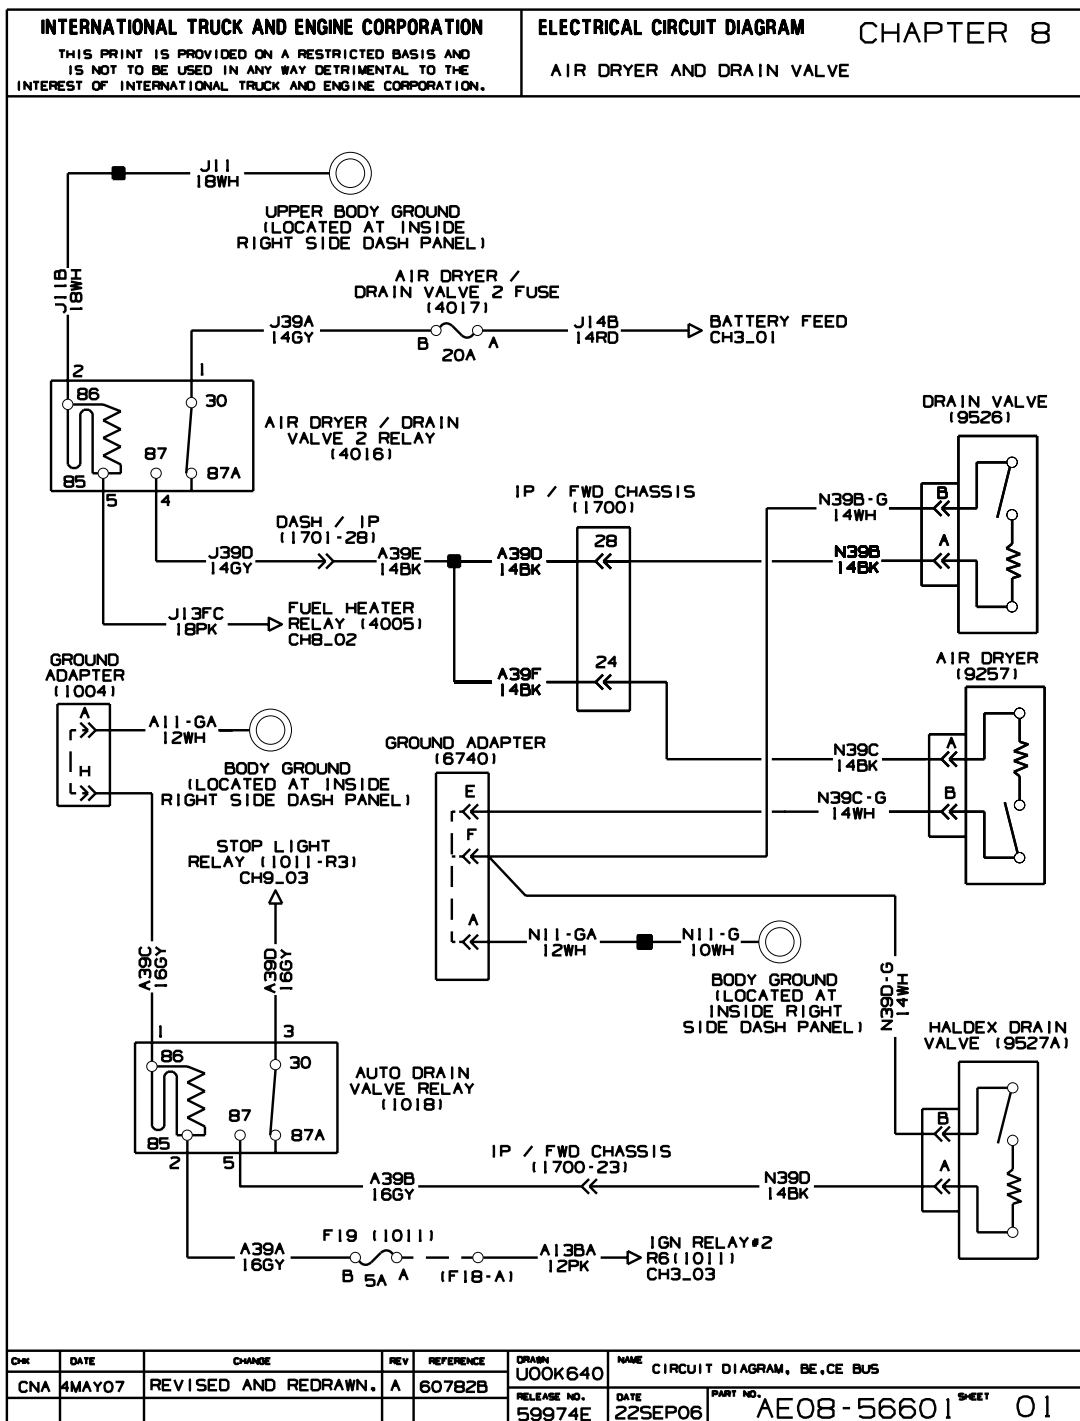 INTERNATIONAL TRUCK AND ENGINE CORPORATION
THIS PRINT IS PROVIDED ON A RESTRICTED BASIS AND
IS NOT TO BE USED IN ANY WAY DETRIMENTAL TO THE
INTEREST OF INTERNATIONAL TRUCK AND ENGINE CORPORATION.
ELECTRICAL CIRCUIT DIAGRAM
CHAPTER 8
AIR DRYER AND DRAIN VALVE
J11
18WH
UPPER BODY GROUND
(LOCATED AT INSIDE
RIGHT SIDE DASH PANEL)
J11B
18WH
AIR DRYER /
DRAIN VALVE 2 FUSE
(4017)
J39A
14GY
B
20A
A
J14B
14RD
BATTERY FEED
CH3_01
2
1
86
30
87
85
87A
5
4
AIR DRYER / DRAIN
VALVE 2 RELAY
(4016)
DRAIN VALVE
(9526)
B
A
IP / FWD CHASSIS
(1700)
28
24
N39B-G
14WH
N39B
14BK
DASH / IP
(1701-28)
J39D
14GY
A39E
14BK
A39D
14BK
A39F
14BK
J13FC
18PK
FUEL HEATER
RELAY (4005)
CH8_02
GROUND
ADAPTER
(1004)
A
H
A11-GA
12WH
BODY GROUND
(LOCATED AT INSIDE
RIGHT SIDE DASH PANEL)
AIR DRYER
(9257)
A
B
N39C
14BK
N39C-G
14WH
GROUND ADAPTER
(6740)
E
F
A
STOP LIGHT
RELAY (1011-R3)
CH9_03
A39C
16GY
A39D
16GY
N11-GA
12WH
N11-G
10WH
BODY GROUND
(LOCATED AT
INSIDE RIGHT
SIDE DASH PANEL)
N39D-G
14WH
HALDEX DRAIN
VALVE (9527A)
B
A
1
3
86
30
87
85
87A
2
5
AUTO DRAIN
VALVE RELAY
(1018)
IP / FWD CHASSIS
(1700-23)
A39B
16GY
N39D
14BK
F19 (1011)
A39A
16GY
B
5A
A
(F18-A)
A13BA
12PK
IGN RELAY#2
R6(1011)
CH3_03
CHK
DATE
CHANGE
REV
REFERENCE
CNA
4MAY07
REVISED AND REDRAWN.
A
60782B
DRAWN
U00K640
NAME
CIRCUIT DIAGRAM, BE,CE BUS
RELEASE NO.
59974E
DATE
22SEP06
PART NO.
AE08-56601
SHEET
01